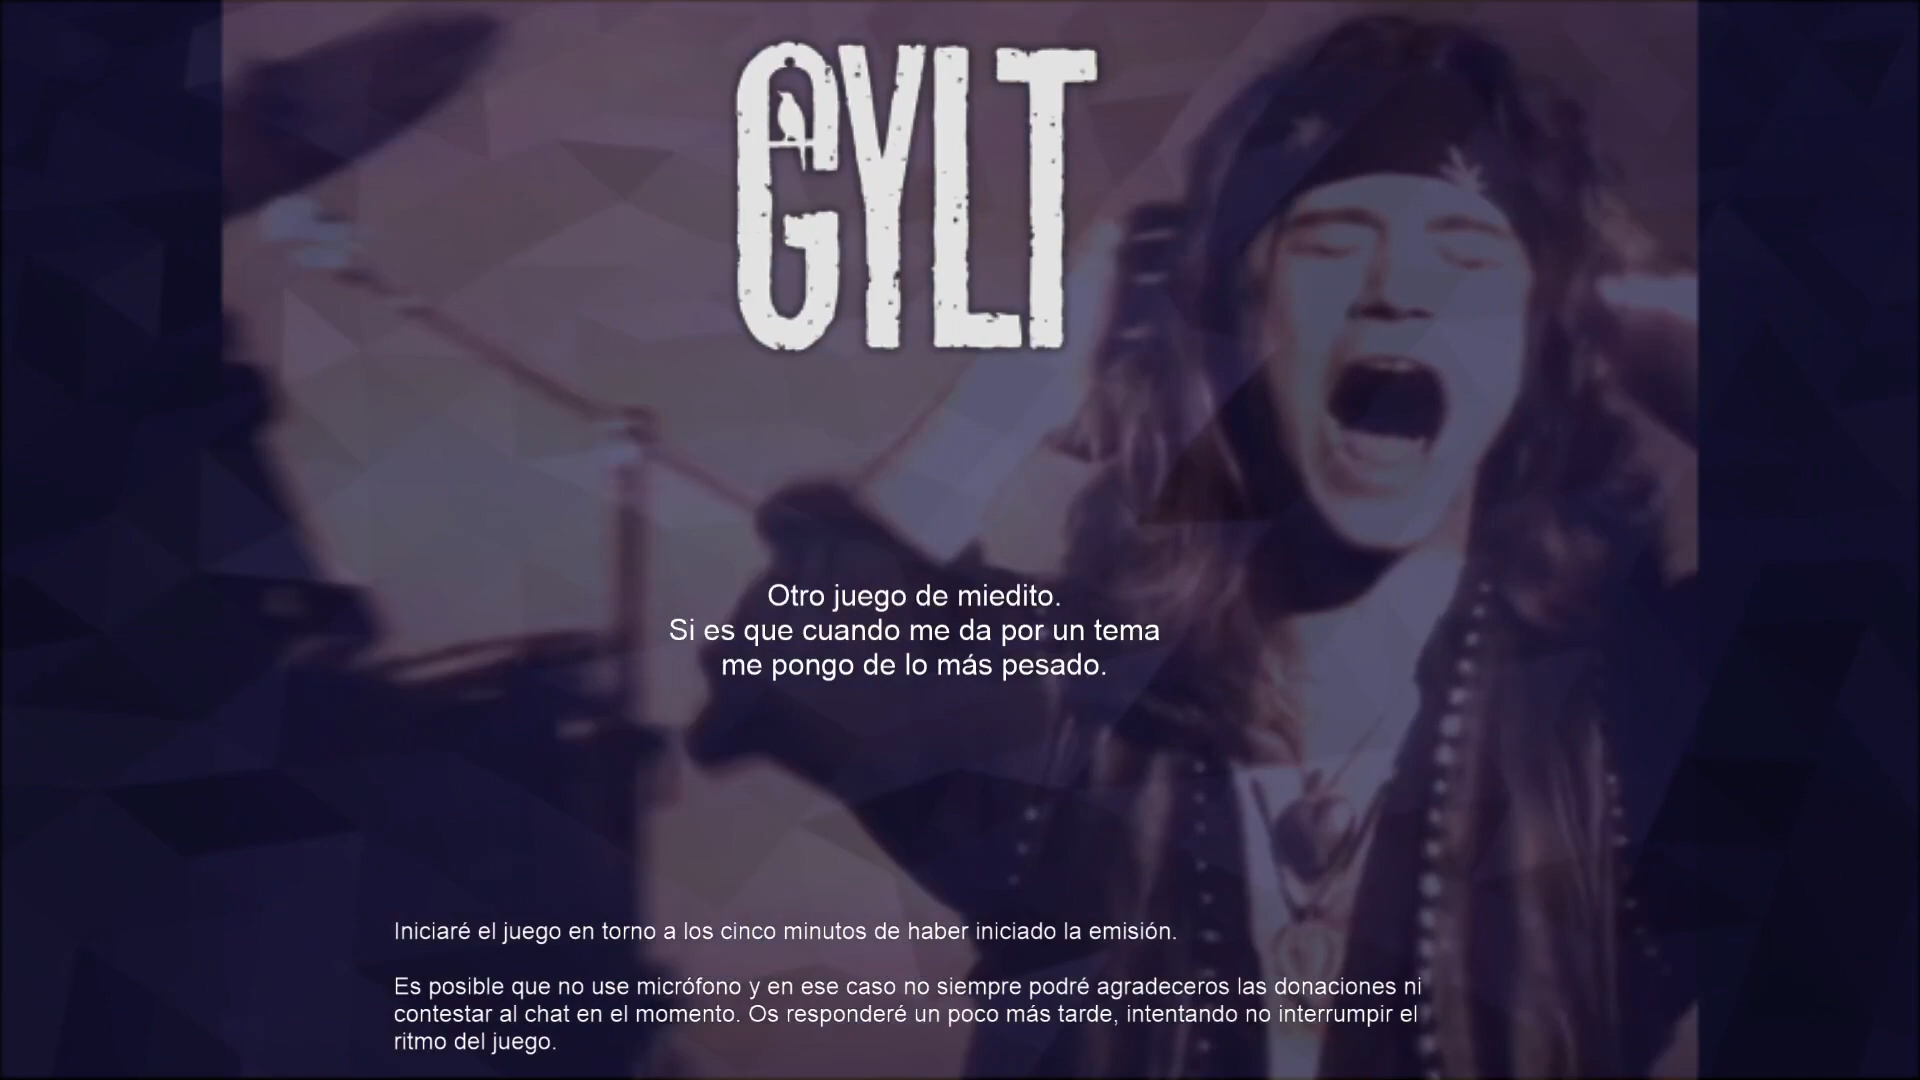 GYLT
Otro juego de miedito.
Si es que cuando me da por un tema
me pongo de lo más pesado.
Iniciaré el juego en torno a los cinco minutos de haber iniciado la emisión.
Es posible que no use micrófono y en ese caso no siempre podré agradeceros las donaciones ni
contestar al chat en el momento. Os responderé un poco más tarde, intentando no interrumpir el
ritmo del juego.